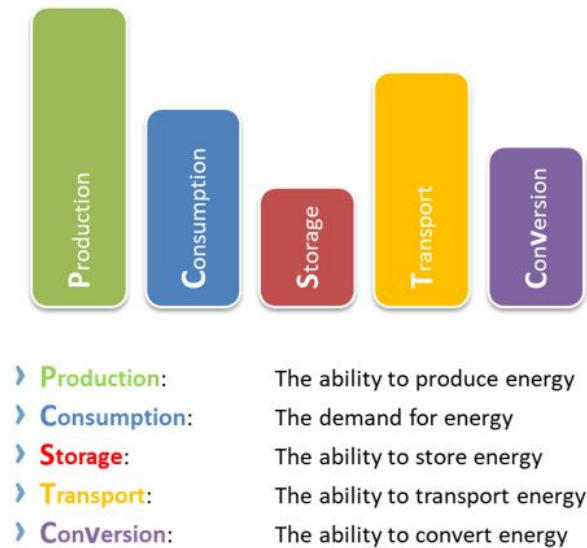 Production
Consumption
Storage
Transport
ConVersion
› Production: The ability to produce energy
› Consumption: The demand for energy
› Storage: The ability to store energy
› Transport: The ability to transport energy
› ConVersion: The ability to convert energy